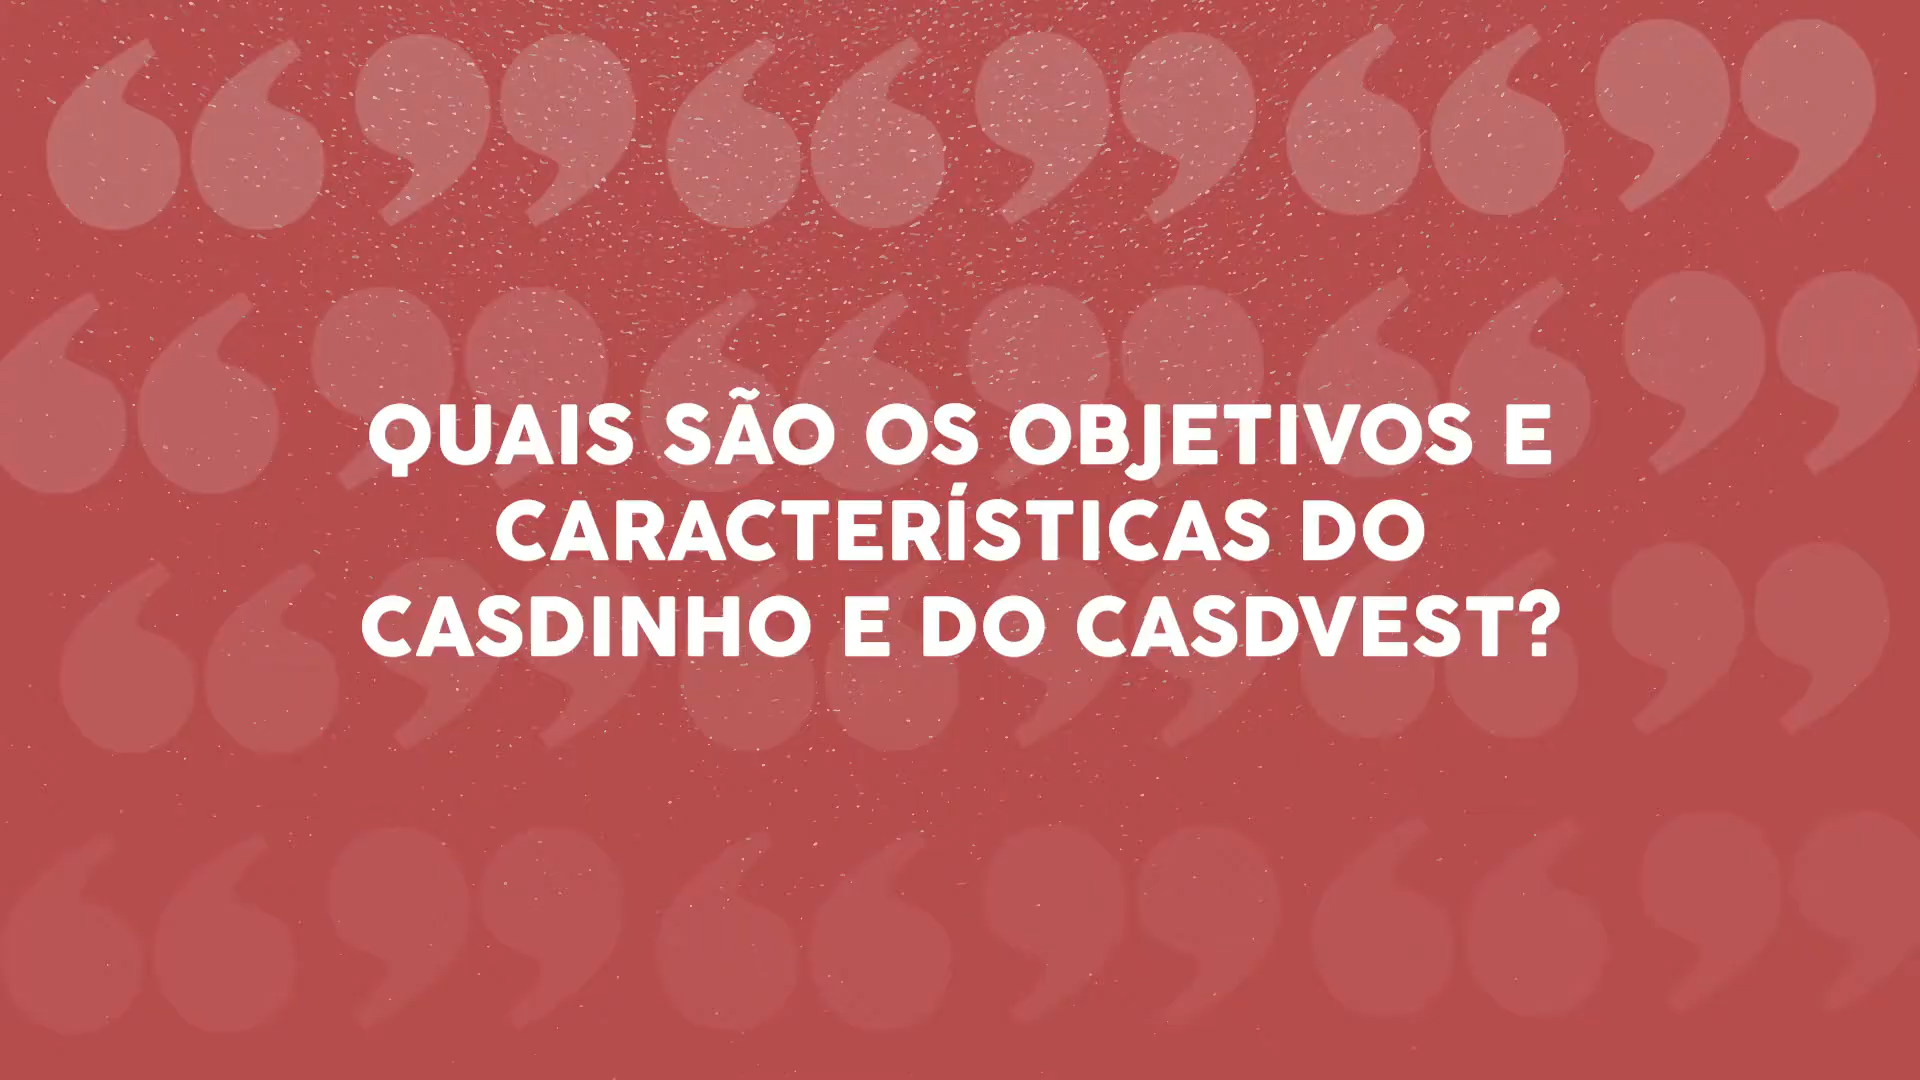 QUAIS SÃO OS OBJETIVOS E
CARACTERÍSTICAS DO
CASDINHO E DO CASDVEST?